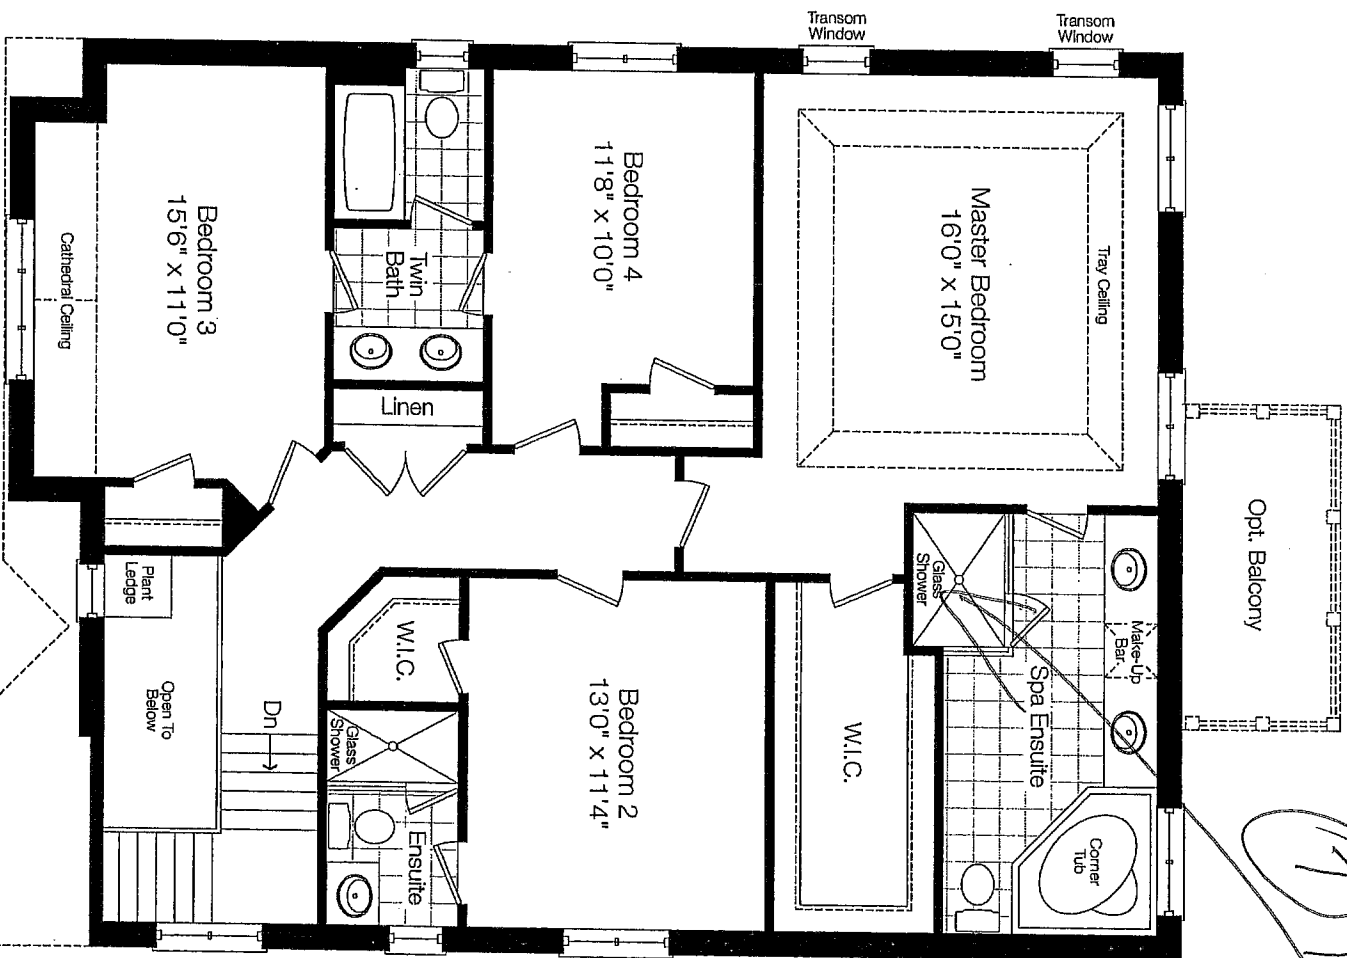 Transom
Window
Transom
Window
Master Bedroom
16'0" x 15'0"
Tray Ceiling
Bedroom 4
11'8" x 10'0"
Twin
Bath
Bedroom 3
15'6" x 11'0"
Cathedral Ceiling
Linen
Opt. Balcony
Glass
Shower
Make-Up
Bar
Spa Ensuite
Corner
Tub
W.I.C.
Bedroom 2
13'0" x 11'4"
W.I.C.
Glass
Shower
Ensuite
Plant
Ledge
Open To
Below
Dn